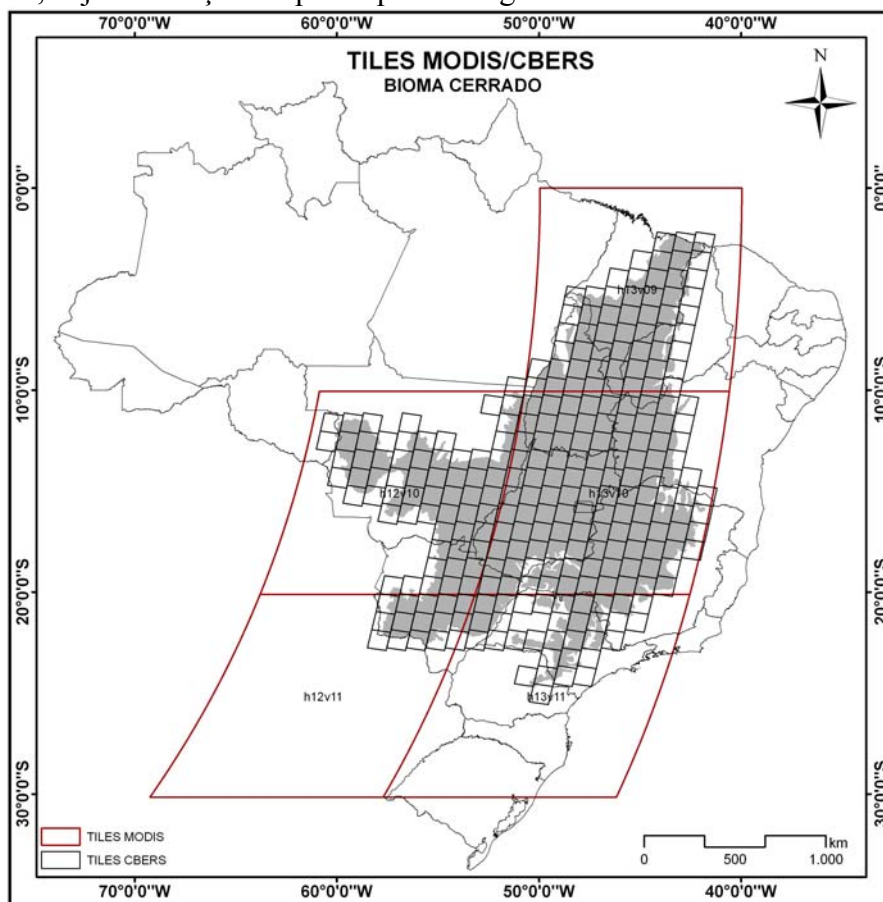 70°0'0"W 60°0'0"W 50°0'0"W 40°0'0"W
TILES MODIS/CBERS
BIOMA CERRADO
N
0°0'0" 0°0'0"
h13v09
10°0'0"S 10°0'0"S
h12v10 h13v10
20°0'0"S 20°0'0"S
h12v11 h13v11
30°0'0"S 30°0'0"S
TILES MODIS
TILES CBERS
km
0 500 1.000
70°0'0"W 60°0'0"W 50°0'0"W 40°0'0"W